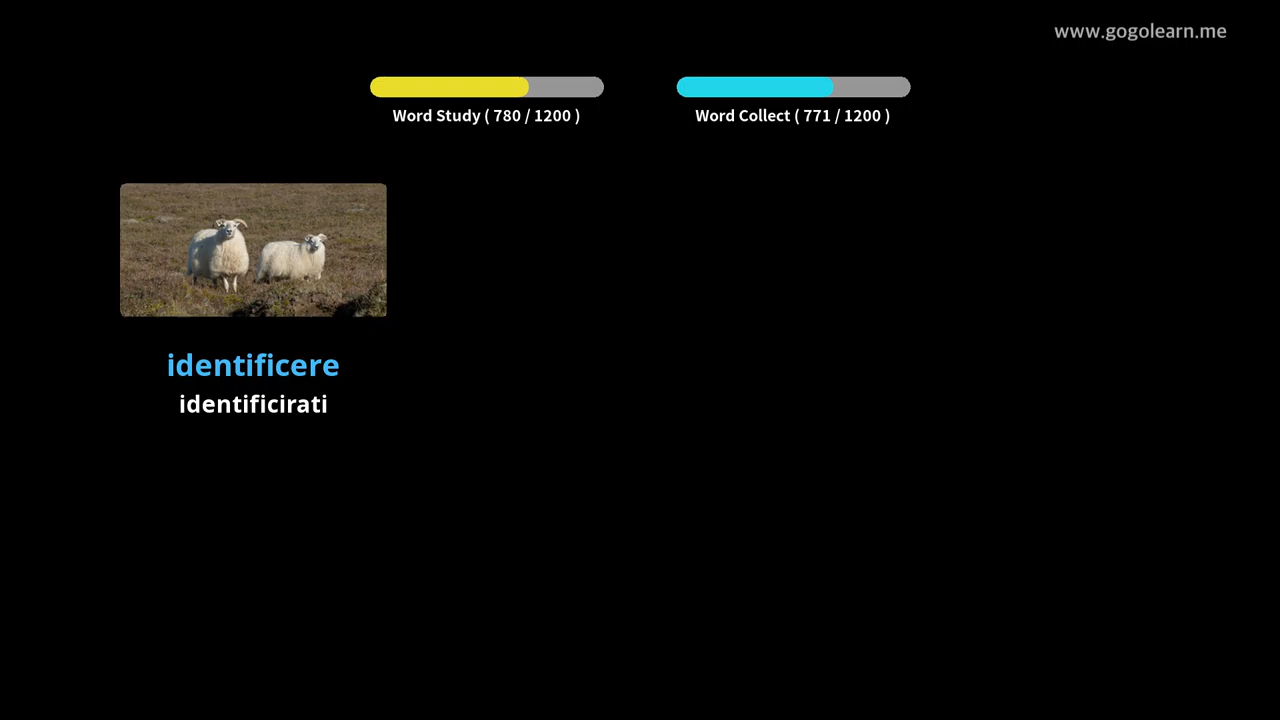 www.gogolearn.me
Word Study ( 780 / 1200 )
Word Collect ( 771 / 1200 )
identificere
identificirati